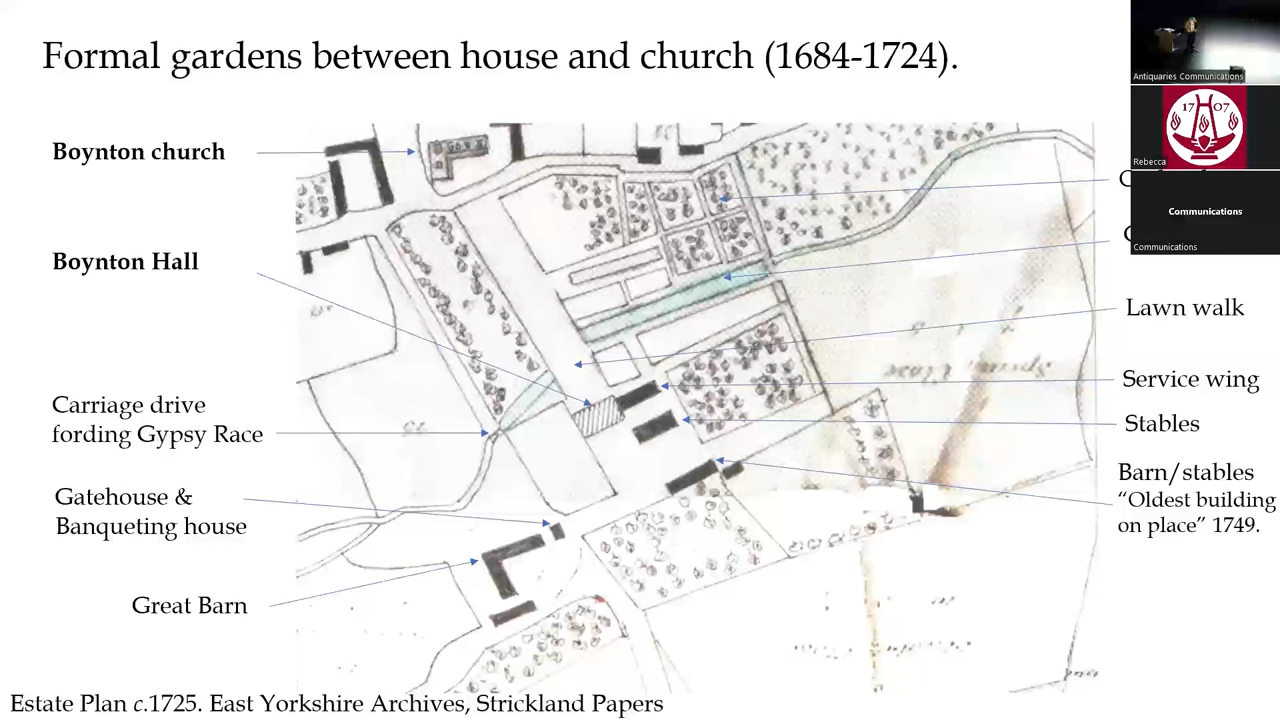 Formal gardens between house and church (1684-1724).
Antiquaries Communications
17 07
Rebecca
Communications
Communications
Boynton church
Boynton Hall
Lawn walk
Service wing
Carriage drive
fording Gypsy Race
Stables
Barn/stables
"Oldest building
on place" 1749.
Gatehouse &
Banqueting house
Great Barn
Estate Plan c.1725. East Yorkshire Archives, Strickland Papers